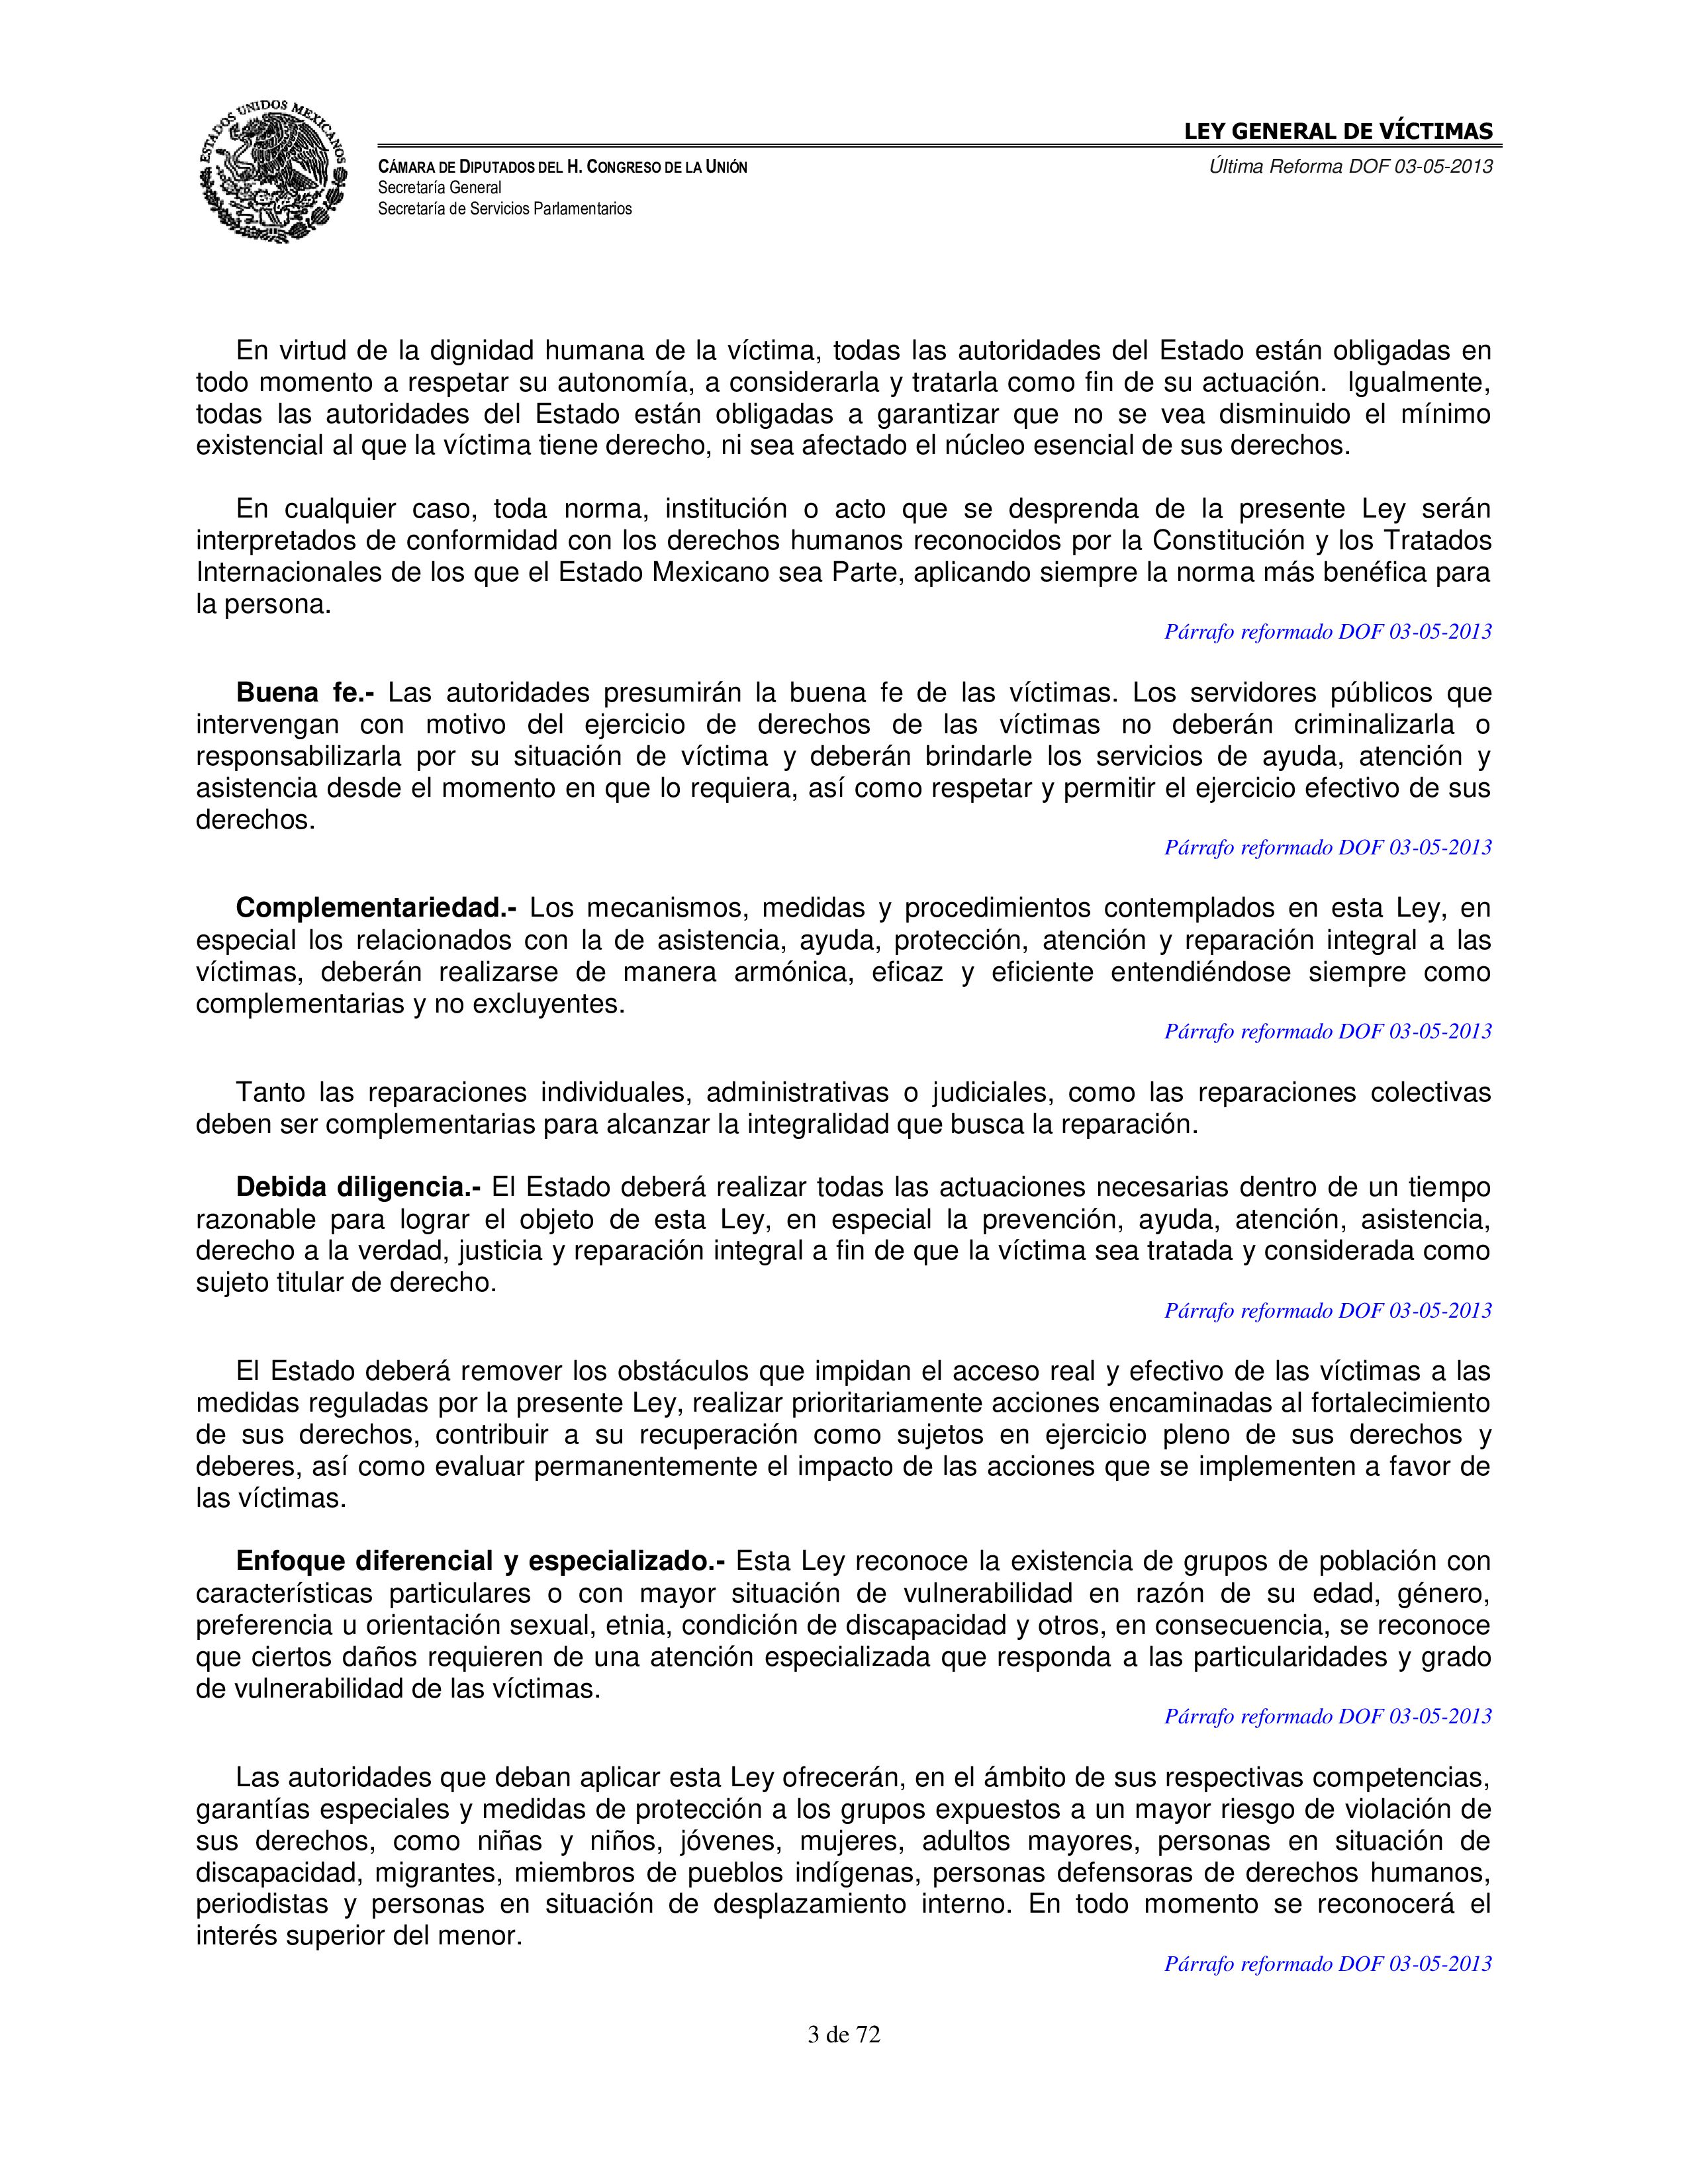 ESTADOS UNIDOS MEXICANOS
LEY GENERAL DE VÍCTIMAS
CÁMARA DE DIPUTADOS DEL H. CONGRESO DE LA UNIÓN
Última Reforma DOF 03-05-2013
Secretaría General
Secretaría de Servicios Parlamentarios
En virtud de la dignidad humana de la víctima, todas las autoridades del Estado están obligadas en
todo momento a respetar su autonomía, a considerarla y tratarla como fin de su actuación. Igualmente,
todas las autoridades del Estado están obligadas a garantizar que no se vea disminuido el mínimo
existencial al que la víctima tiene derecho, ni sea afectado el núcleo esencial de sus derechos.
En cualquier caso, toda norma, institución o acto que se desprenda de la presente Ley serán
interpretados de conformidad con los derechos humanos reconocidos por la Constitución y los Tratados
Internacionales de los que el Estado Mexicano sea Parte, aplicando siempre la norma más benéfica para
la persona.
Párrafo reformado DOF 03-05-2013
Buena fe.- Las autoridades presumirán la buena fe de las víctimas. Los servidores públicos que
intervengan con motivo del ejercicio de derechos de las víctimas no deberán criminalizarla o
responsabilizarla por su situación de víctima y deberán brindarle los servicios de ayuda, atención y
asistencia desde el momento en que lo requiera, así como respetar y permitir el ejercicio efectivo de sus
derechos.
Párrafo reformado DOF 03-05-2013
Complementariedad.- Los mecanismos, medidas y procedimientos contemplados en esta Ley, en
especial los relacionados con la de asistencia, ayuda, protección, atención y reparación integral a las
víctimas, deberán realizarse de manera armónica, eficaz y eficiente entendiéndose siempre como
complementarias y no excluyentes.
Párrafo reformado DOF 03-05-2013
Tanto las reparaciones individuales, administrativas o judiciales, como las reparaciones colectivas
deben ser complementarias para alcanzar la integralidad que busca la reparación.
Debida diligencia.- El Estado deberá realizar todas las actuaciones necesarias dentro de un tiempo
razonable para lograr el objeto de esta Ley, en especial la prevención, ayuda, atención, asistencia,
derecho a la verdad, justicia y reparación integral a fin de que la víctima sea tratada y considerada como
sujeto titular de derecho.
Párrafo reformado DOF 03-05-2013
El Estado deberá remover los obstáculos que impidan el acceso real y efectivo de las víctimas a las
medidas reguladas por la presente Ley, realizar prioritariamente acciones encaminadas al fortalecimiento
de sus derechos, contribuir a su recuperación como sujetos en ejercicio pleno de sus derechos y
deberes, así como evaluar permanentemente el impacto de las acciones que se implementen a favor de
las víctimas.
Enfoque diferencial y especializado.- Esta Ley reconoce la existencia de grupos de población con
características particulares o con mayor situación de vulnerabilidad en razón de su edad, género,
preferencia u orientación sexual, etnia, condición de discapacidad y otros, en consecuencia, se reconoce
que ciertos daños requieren de una atención especializada que responda a las particularidades y grado
de vulnerabilidad de las víctimas.
Párrafo reformado DOF 03-05-2013
Las autoridades que deban aplicar esta Ley ofrecerán, en el ámbito de sus respectivas competencias,
garantías especiales y medidas de protección a los grupos expuestos a un mayor riesgo de violación de
sus derechos, como niñas y niños, jóvenes, mujeres, adultos mayores, personas en situación de
discapacidad, migrantes, miembros de pueblos indígenas, personas defensoras de derechos humanos,
periodistas y personas en situación de desplazamiento interno. En todo momento se reconocerá el
interés superior del menor.
Párrafo reformado DOF 03-05-2013
3 de 72